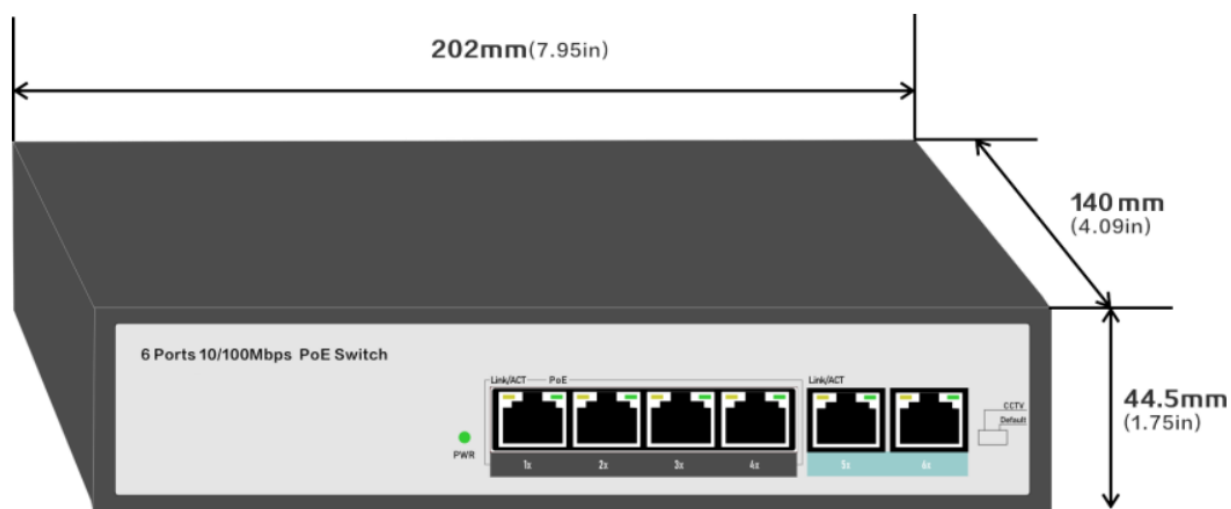 202mm(7.95in)
140 mm
(4.09in)
6 Ports 10/100Mbps PoE Switch
Link/ACT PoE
Link/ACT
CCTV
Default
PWR
1x
2x
3x
4x
5x
6x
44.5mm
(1.75in)